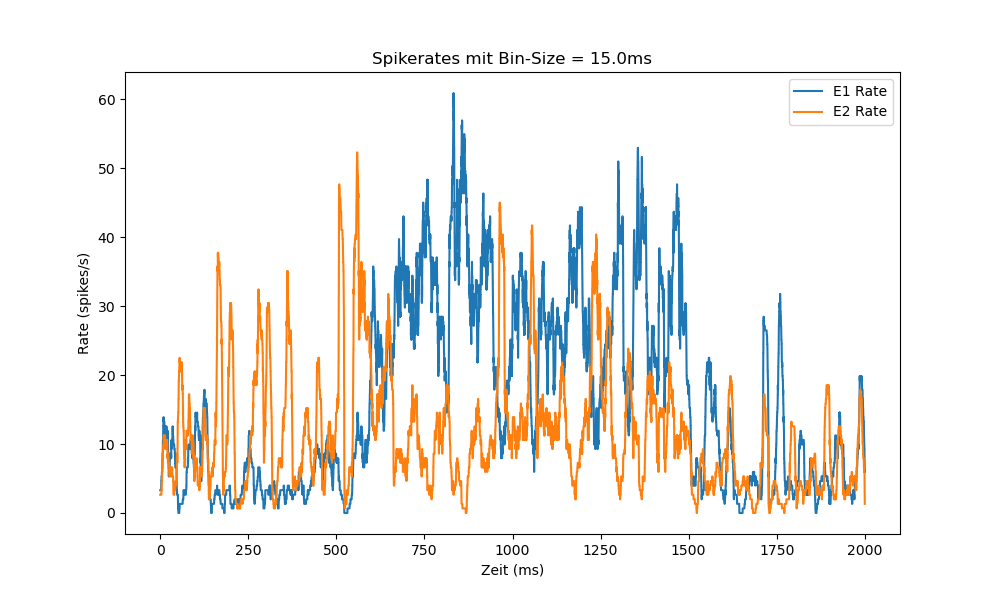 Spikerates mit Bin-Size = 15.0ms
E1 Rate
E2 Rate
60
50
40
30
20
10
0
Rate (spikes/s)
0 250 500 750 1000 1250 1500 1750 2000
Zeit (ms)